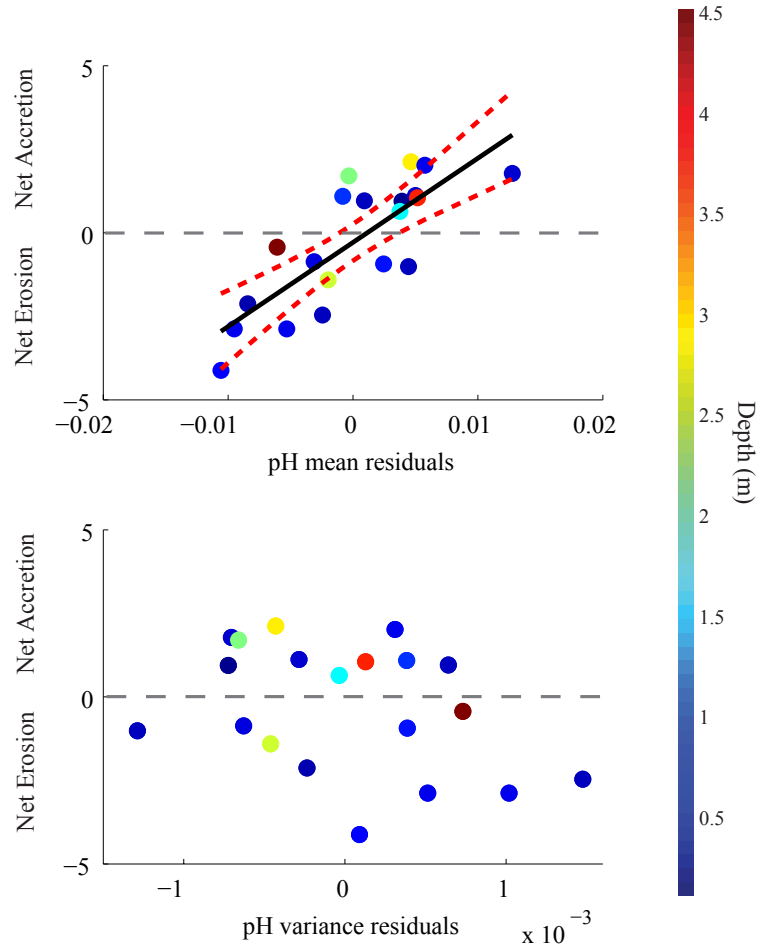 5
Net Accretion
0
Net Erosion
−5
−0.02
−0.01
0
0.01
0.02
pH mean residuals
5
Net Accretion
0
Net Erosion
−5
−1
0
1
pH variance residuals
x 10⁻³
4.5
4
3.5
3
2.5
2
1.5
1
0.5
Depth (m)